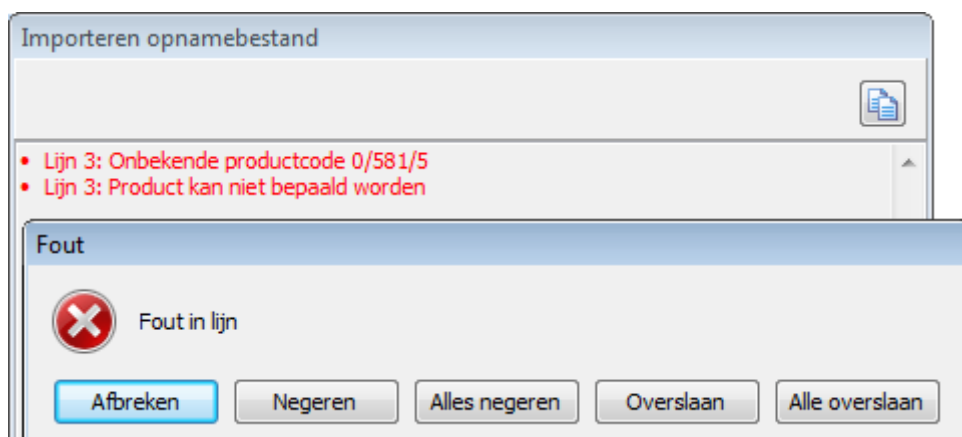 Importeren opnamebestand
• Lijn 3: Onbekende productcode 0/581/5
• Lijn 3: Product kan niet bepaald worden
Fout
Fout in lijn
Afbreken Negeren Alles negeren Overslaan Alle overslaan